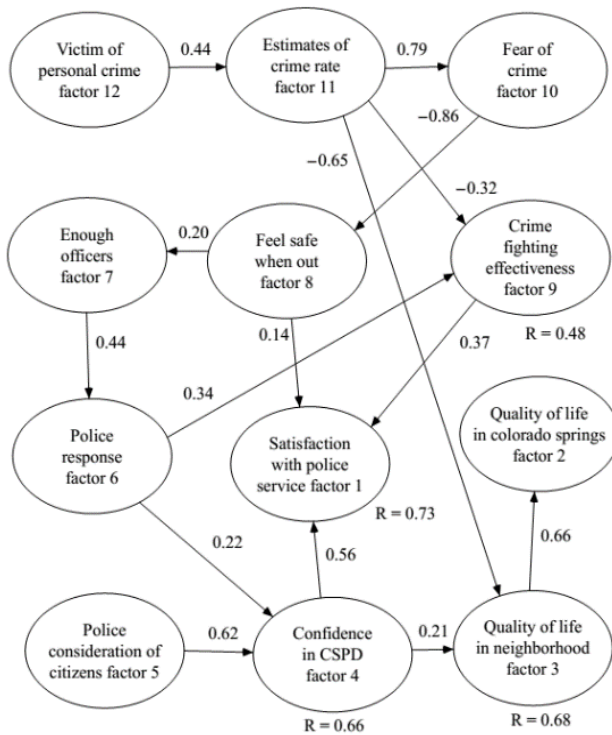 Victim of
personal crime
factor 12
0.44
Estimates of
crime rate
factor 11
0.79
Fear of
crime
factor 10
−0.86
−0.65
−0.32
Enough
officers
factor 7
0.20
Feel safe
when out
factor 8
Crime
fighting
effectiveness
factor 9
R = 0.48
0.44
0.14
0.37
0.34
Police
response
factor 6
Satisfaction
with police
service factor 1
R = 0.73
Quality of life
in colorado springs
factor 2
0.22
0.56
0.66
Police
consideration of
citizens factor 5
0.62
Confidence
in CSPD
factor 4
R = 0.66
0.21
Quality of life
in neighborhood
factor 3
R = 0.68